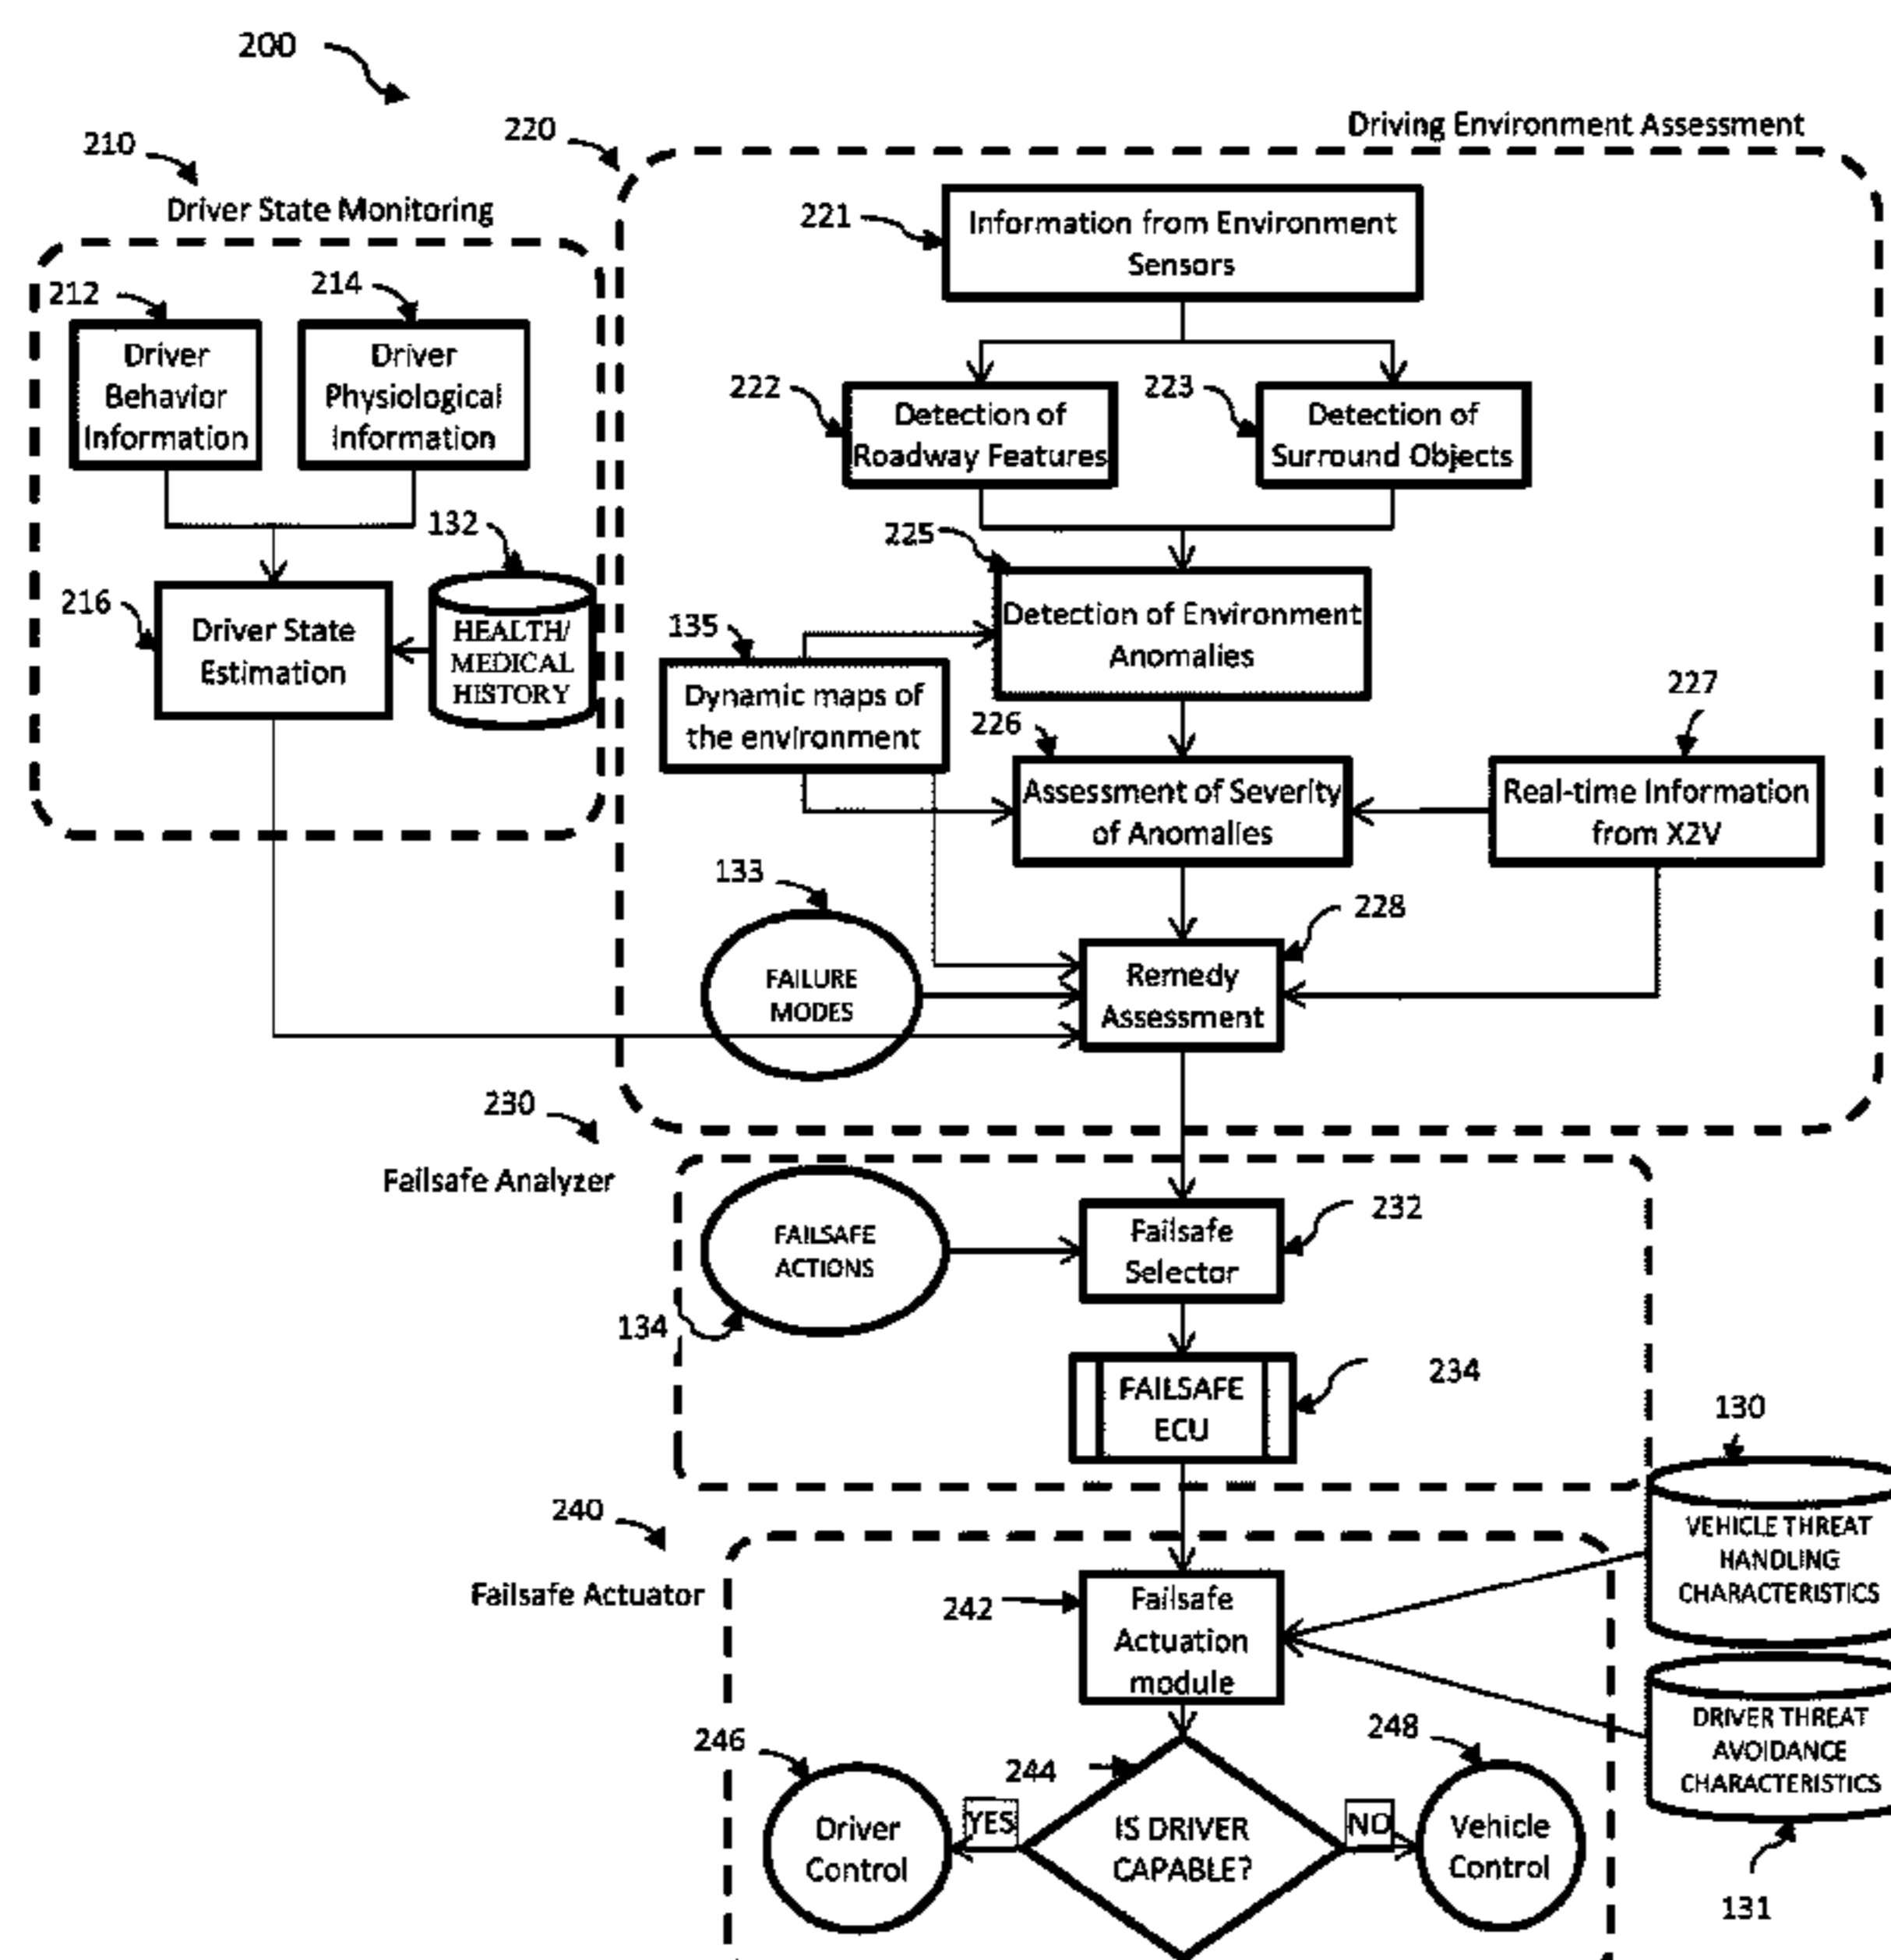 200
210
220
Driving Environment Assessment
Driver State Monitoring
221
Information from Environment
Sensors
212
214
Driver
Behavior
Information
Driver
Physiological
Information
222
Detection of
Roadway Features
223
Detection of
Surround Objects
132
225
Detection of Environment
Anomalies
216
Driver State
Estimation
HEALTH/
MEDICAL
HISTORY
135
Dynamic maps of
the environment
226
227
Assessment of Severity
of Anomalies
Real-time Information
from X2V
133
228
FAILURE
MODES
Remedy
Assessment
230
Failsafe Analyzer
FAILSAFE
ACTIONS
Failsafe
Selector
232
134
FAILSAFE
ECU
234
130
240
Failsafe Actuator
VEHICLE THREAT
HANDLING
CHARACTERISTICS
242
Failsafe
Actuation
module
DRIVER THREAT
AVOIDANCE
CHARACTERISTICS
246
244
248
Driver
Control
YES
IS DRIVER
CAPABLE?
NO
Vehicle
Control
131